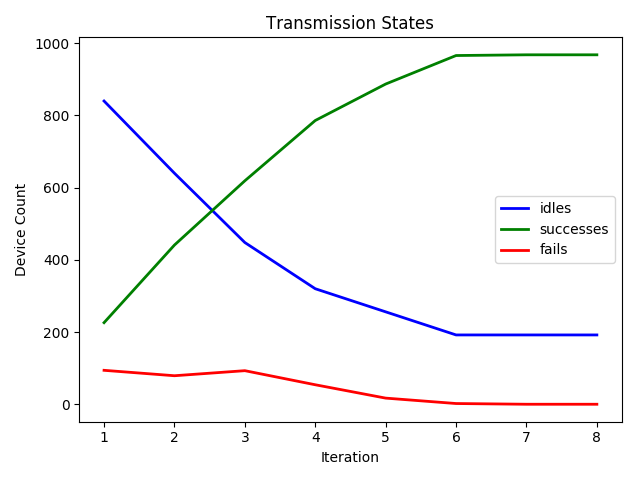 Transmission States
1000
800
600
400
200
0
Device Count
idles
successes
fails
1 2 3 4 5 6 7 8
Iteration